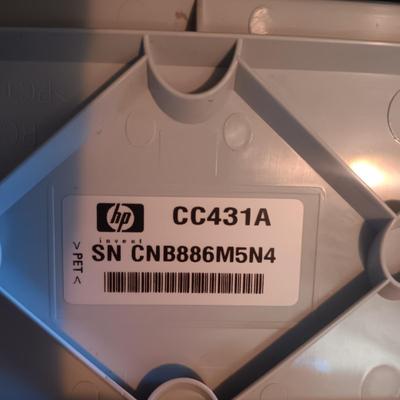 hp
CC431A
invent
SN CNB886M5N4
> PET <